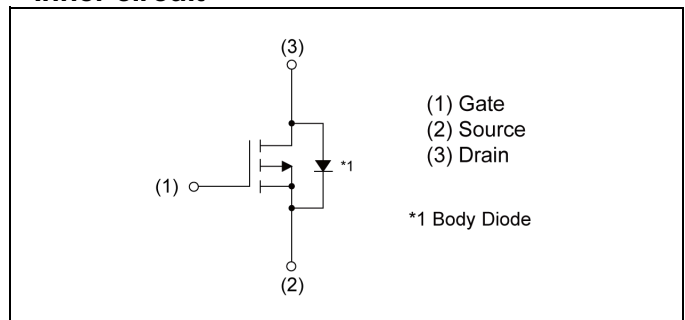 Inner circuit
(3)
(1) Gate
(2) Source
(3) Drain
*1
(1)
*1 Body Diode
(2)